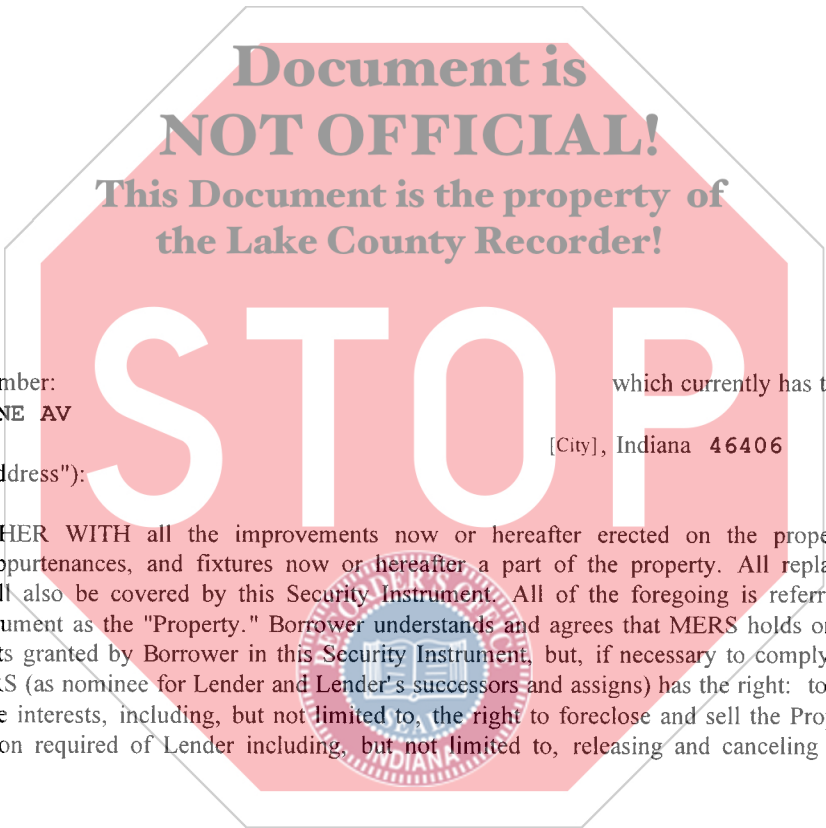 Document is
NOT OFFICIAL!
This Document is the property of
the Lake County Recorder!
STOP
mber: which currently has t
NE AV
[City], Indiana 46406
ddress"):
HER WITH all the improvements now or hereafter erected on the prope
ppurtenances, and fixtures now or hereafter a part of the property. All repla
ll also be covered by this Security Instrument. All of the foregoing is referr
ument as the "Property." Borrower understands and agrees that MERS holds o
ts granted by Borrower in this Security Instrument, but, if necessary to comply
RS (as nominee for Lender and Lender's successors and assigns) has the right: to
e interests, including, but not limited to, the right to foreclose and sell the Pro
on required of Lender including, but not limited to, releasing and canceling
RECORDER'S OFFICE
SEAL
INDIANA